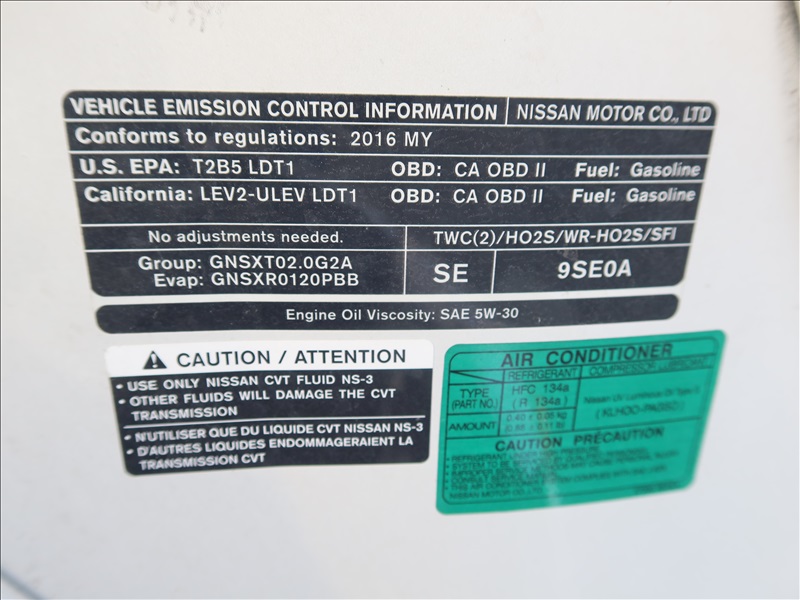 VEHICLE EMISSION CONTROL INFORMATION NISSAN MOTOR CO., LTD
Conforms to regulations: 2016 MY
U.S. EPA: T2B5 LDT1 OBD: CA OBD II Fuel: Gasoline
California: LEV2-ULEV LDT1 OBD: CA OBD II Fuel: Gasoline
No adjustments needed. TWC(2)/HO2S/WR-HO2S/SFI
Group: GNSXT02.0G2A
Evap: GNSXR0120PBB
SE 9SE0A
Engine Oil Viscosity: SAE 5W-30
CAUTION / ATTENTION
• USE ONLY NISSAN CVT FLUID NS-3
• OTHER FLUIDS WILL DAMAGE THE CVT
TRANSMISSION
• N'UTILISER QUE DU LIQUIDE CVT NISSAN NS-3
• D'AUTRES LIQUIDES ENDOMMAGERAIENT LA
TRANSMISSION CVT
AIR CONDITIONER
REFRIGERANT COMPRESSOR LUBRICANT
TYPE HFC 134a
(PART NO.) (R 134a)
AMOUNT
CAUTION PRÉCAUTION
NISSAN MOTOR CO.